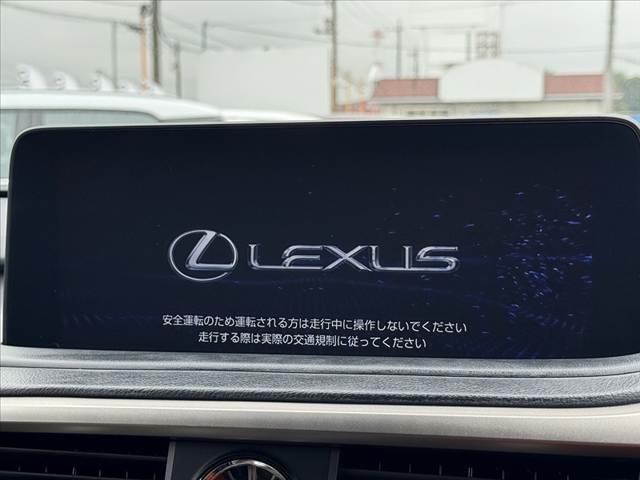 LEXUS
安全運転のため運転される方は走行中に操作しないでください
走行する際は実際の交通規制に従ってください